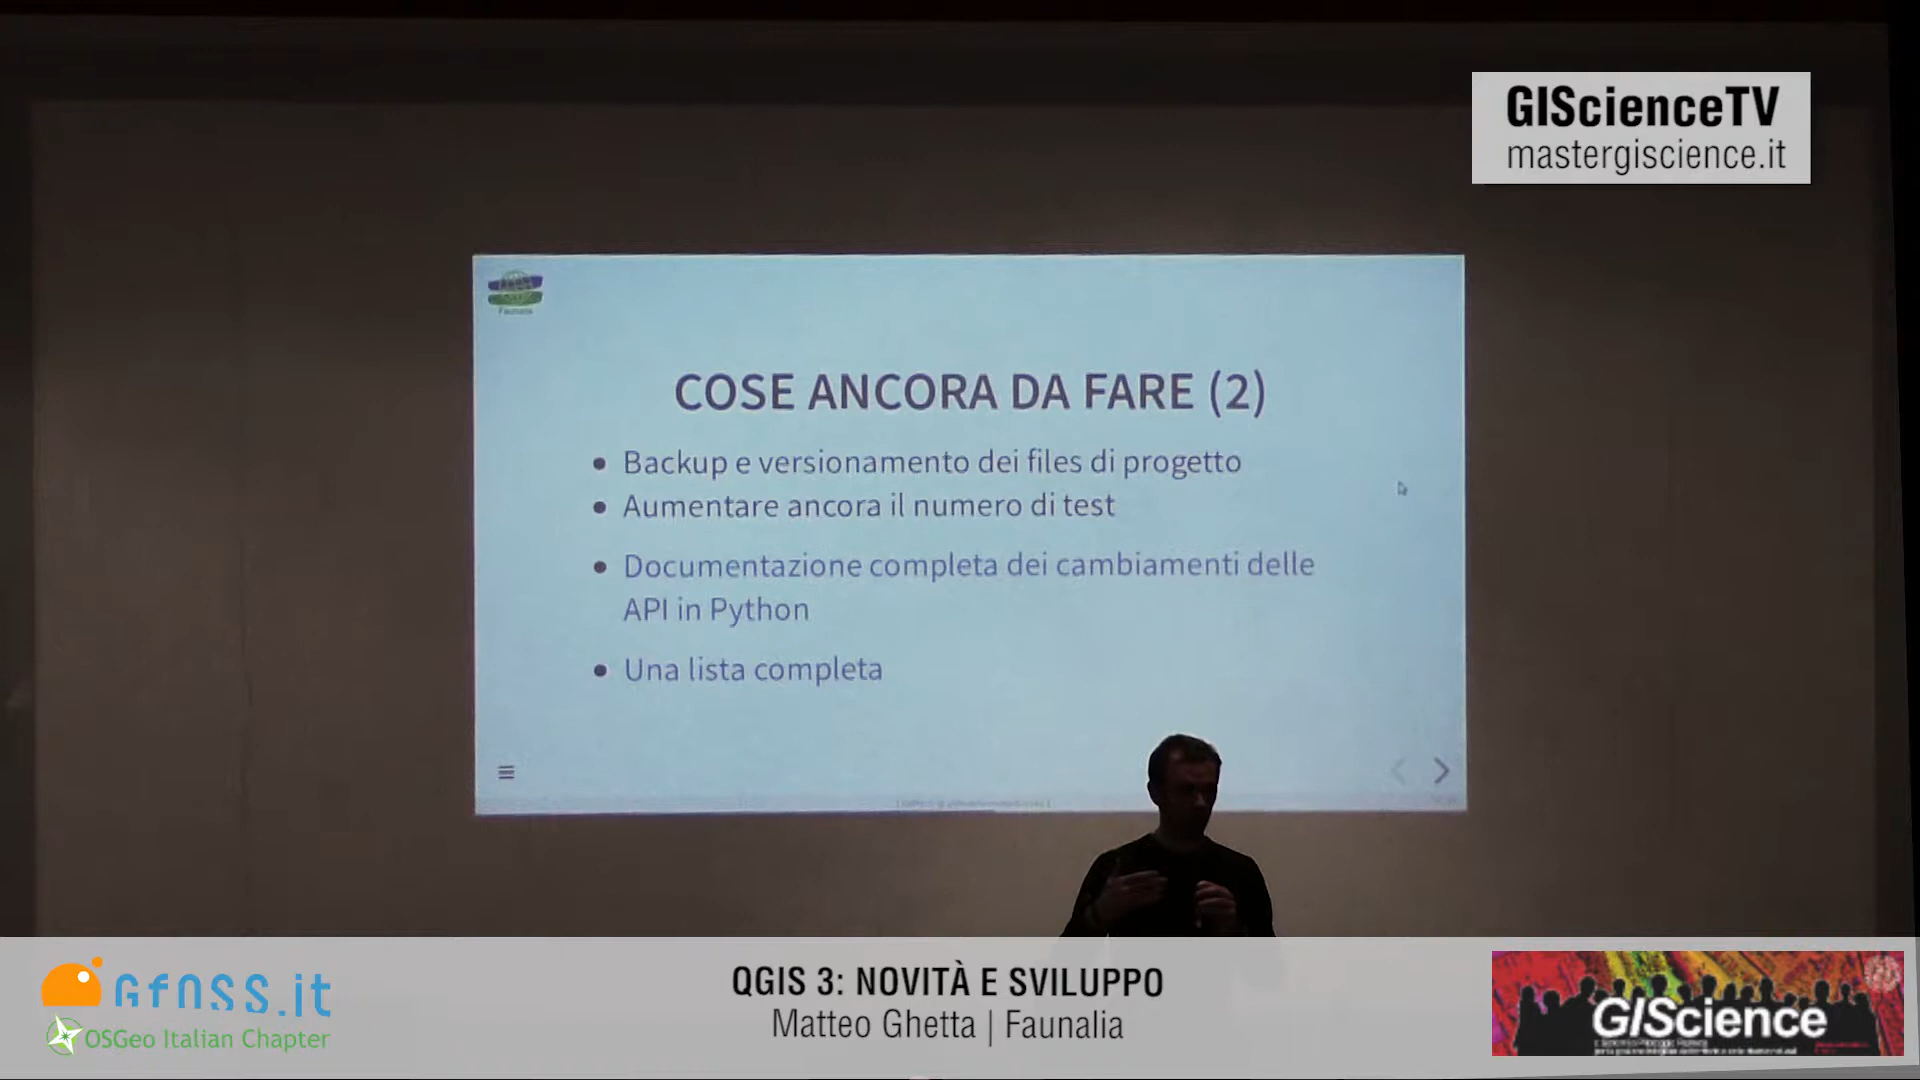 GIScienceTV
mastergiscience.it
Faunalia
COSE ANCORA DA FARE (2)
Backup e versionamento dei files di progetto
Aumentare ancora il numero di test
Documentazione completa dei cambiamenti delle
API in Python
Una lista completa
Gfoss.it
OSGeo Italian Chapter
QGIS 3: NOVITÀ E SVILUPPO
Matteo Ghetta | Faunalia
GIScience